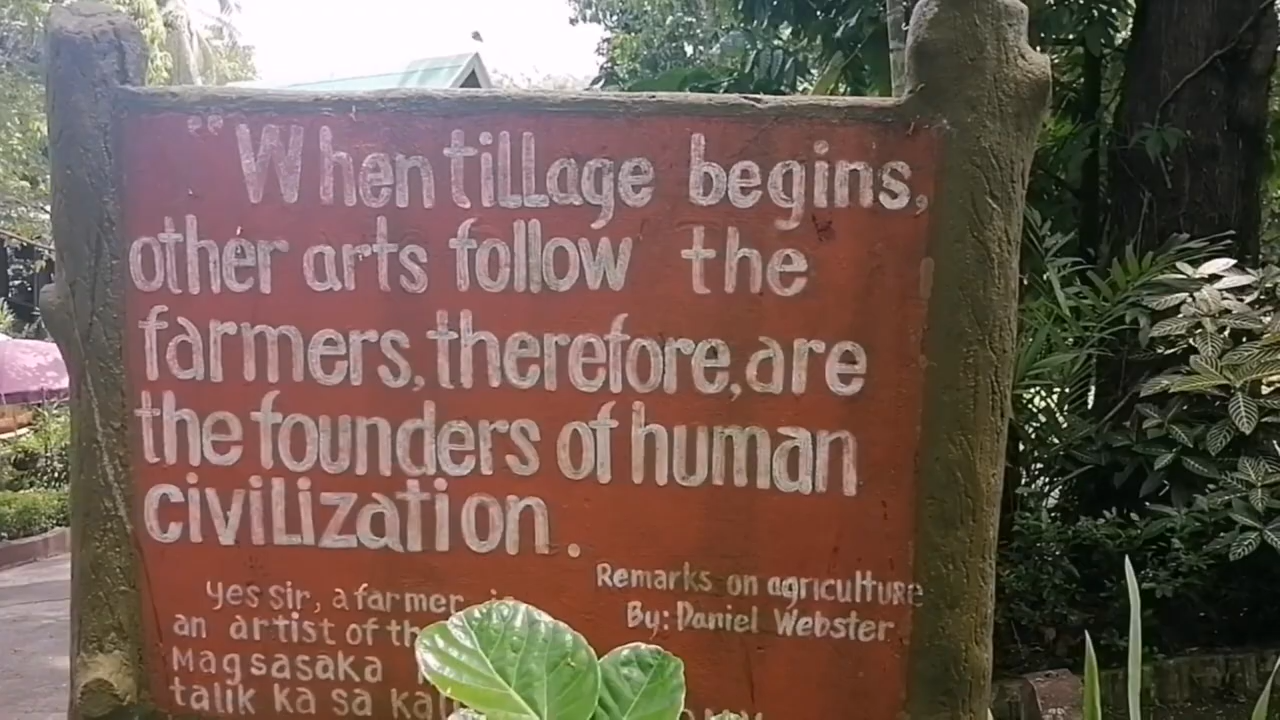 "When tiLLage begins,
other arts follow the
farmers, therefore, are
the founders of human
civiLization.
Remarks on agriculture
By: Daniel Webster
yes sir, a farmer
an artist of
Magsasaka
talik ka sa